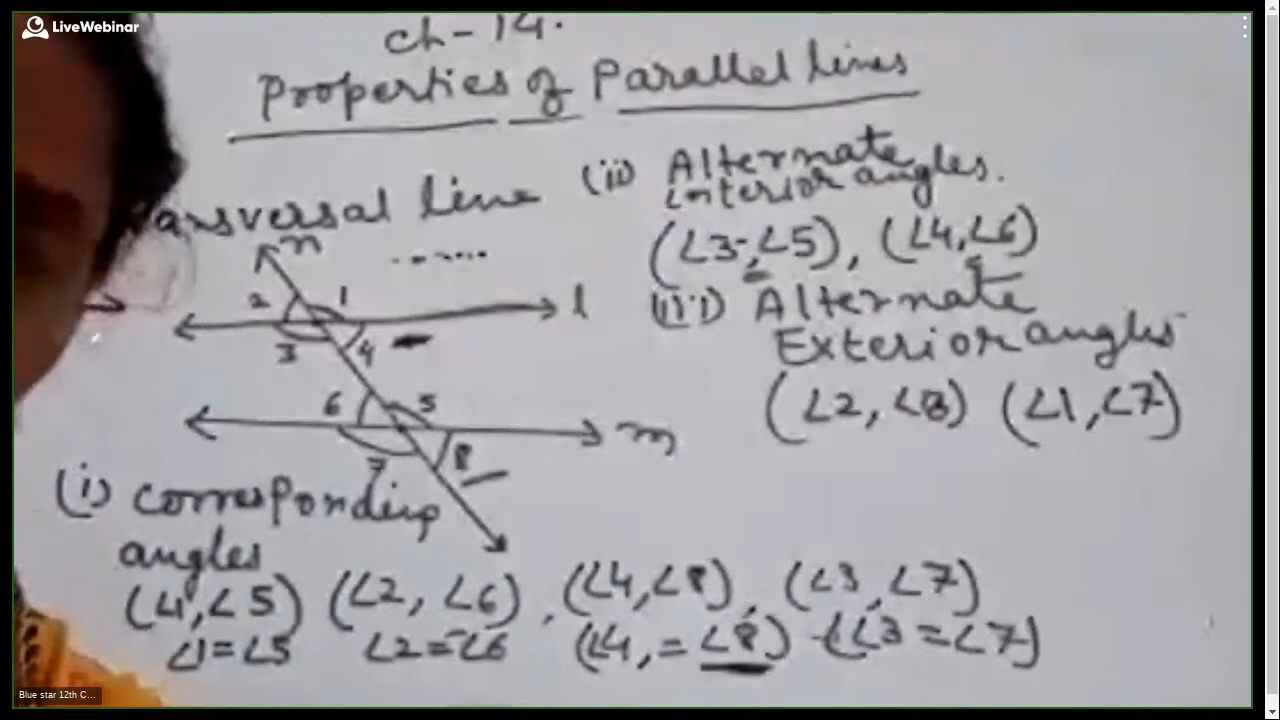 LiveWebinar
Ch-14.
Properties of Parallel lines
ansversal line
n
2 1
l
3 4
6 5
m
7 8
(i) Corresponding
angles
(∠1,∠5) (∠2, ∠6), (∠4,∠8), (∠3,∠7)
∠1=∠5 ∠2=∠6 (∠4,=∠8) (∠3=∠7)
(ii) Alternate
interior angles.
(∠3,∠5), (∠4,∠6)
(iii) Alternate
Exterior angles
(∠2,∠8) (∠1,∠7)
Blue star 12th C...